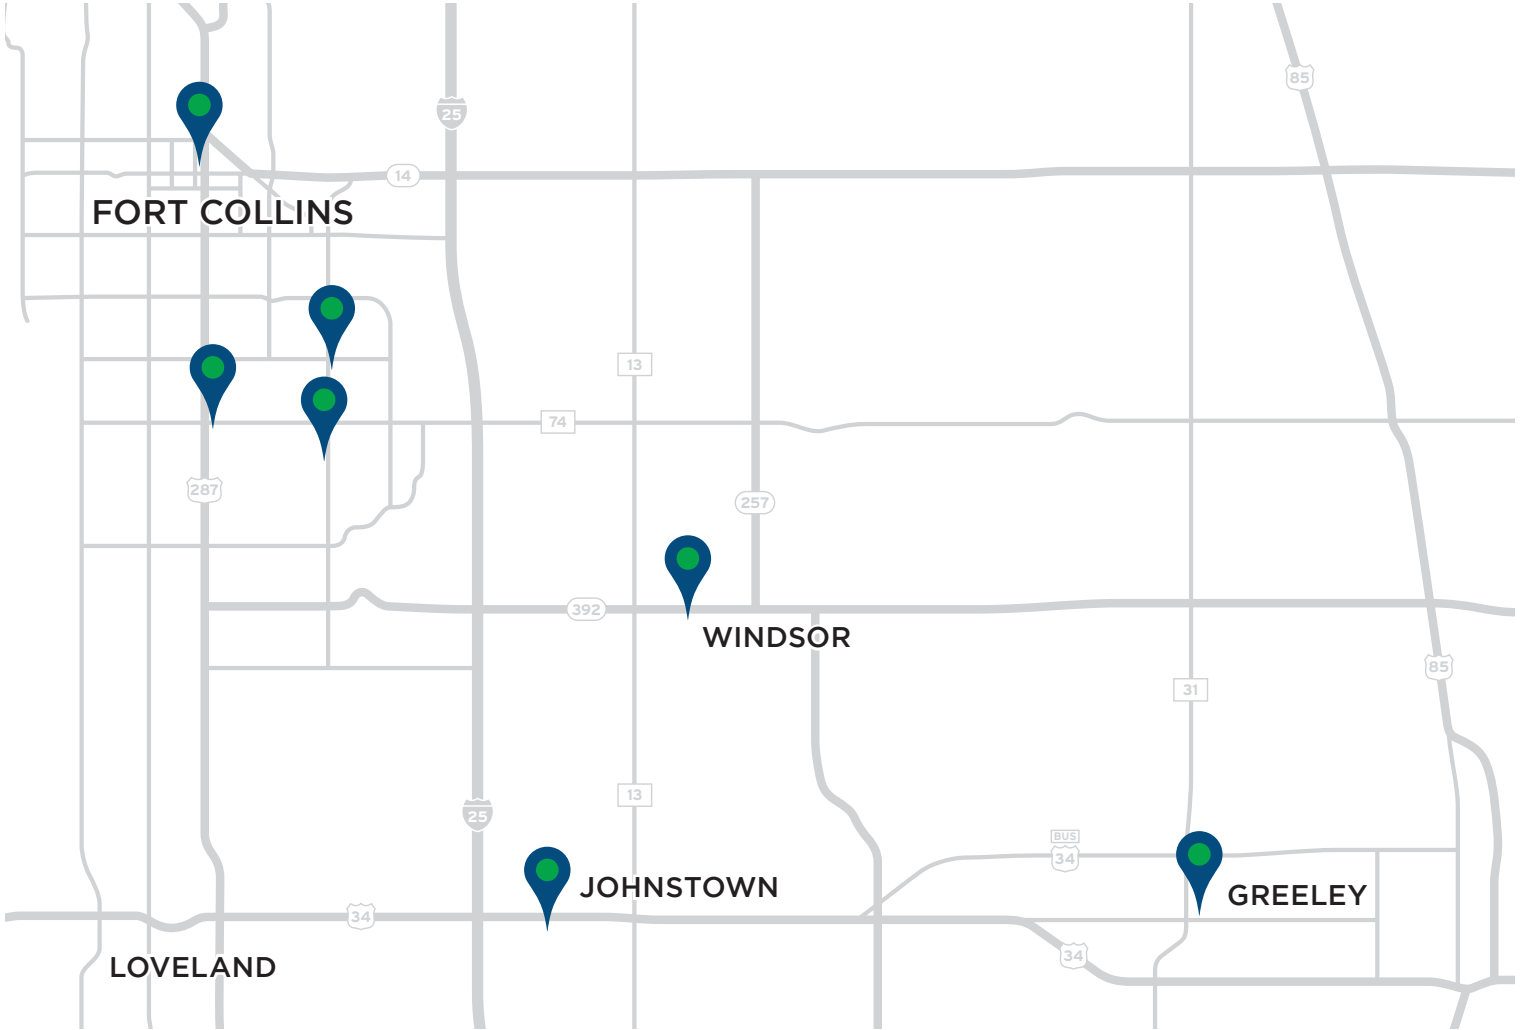 85
25
14
FORT COLLINS
13
74
287
257
392
WINDSOR
85
31
13
25
BUS
34
JOHNSTOWN
GREELEY
34
34
LOVELAND